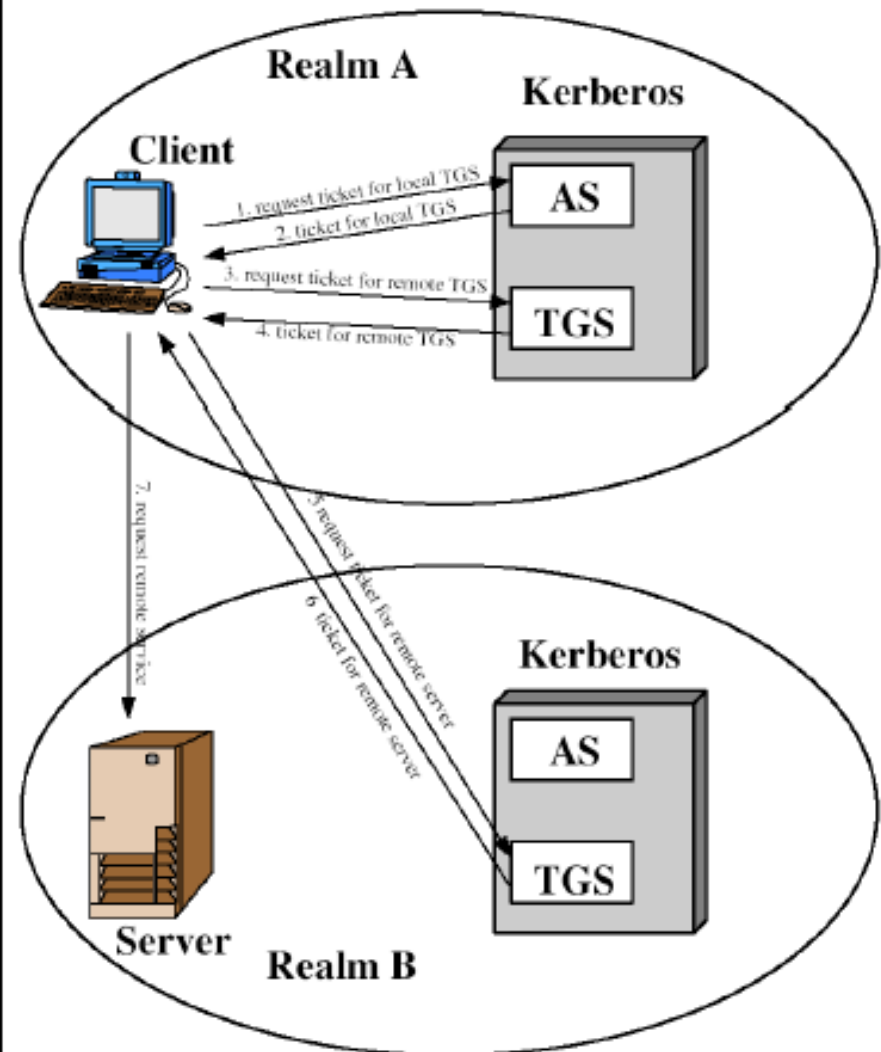 Realm A
Kerberos
Client
1. request ticket for local TGS
AS
2. ticket for local TGS
3. request ticket for remote TGS
TGS
4. ticket for remote TGS
7. request remote service
5 request ticket for remote server
6 ticket for remote server
Kerberos
AS
TGS
Server
Realm B